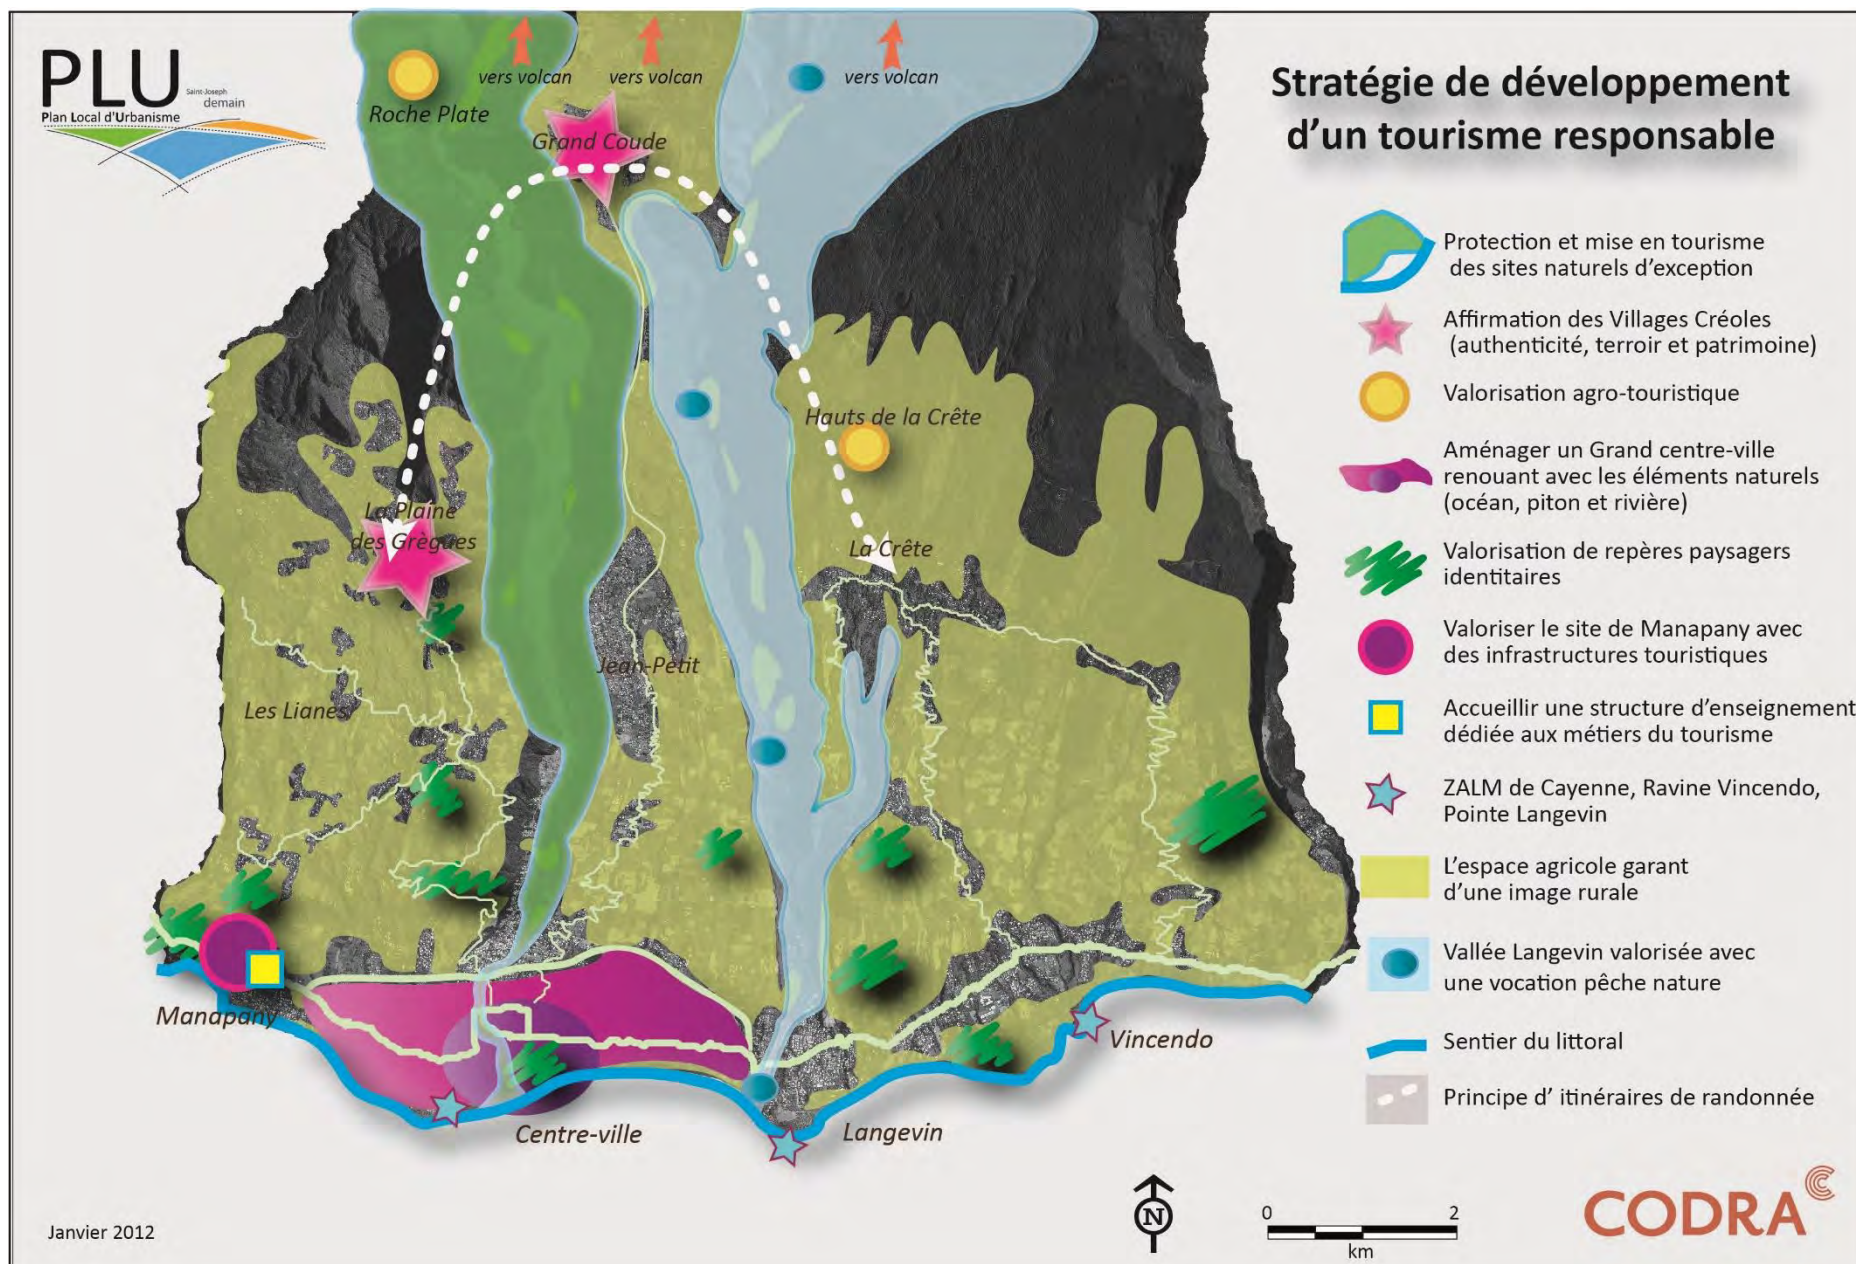 PLU
Saint-Joseph
demain
Plan Local d'Urbanisme
Stratégie de développement
d'un tourisme responsable
vers volcan
vers volcan
vers volcan
Roche Plate
Grand Coude
Hauts de la Crête
La Plaine
des Grègues
La Crête
Jean-Petit
Les Lianes
Manapany
Vincendo
Centre-ville
Langevin
Protection et mise en tourisme
des sites naturels d'exception
Affirmation des Villages Créoles
(authenticité, terroir et patrimoine)
Valorisation agro-touristique
Aménager un Grand centre-ville
renouant avec les éléments naturels
(océan, piton et rivière)
Valorisation de repères paysagers
identitaires
Valoriser le site de Manapany avec
des infrastructures touristiques
Accueillir une structure d'enseignement
dédiée aux métiers du tourisme
ZALM de Cayenne, Ravine Vincendo,
Pointe Langevin
L'espace agricole garant
d'une image rurale
Vallée Langevin valorisée avec
une vocation pêche nature
Sentier du littoral
Principe d' itinéraires de randonnée
Janvier 2012
N
0 2
km
CODRA